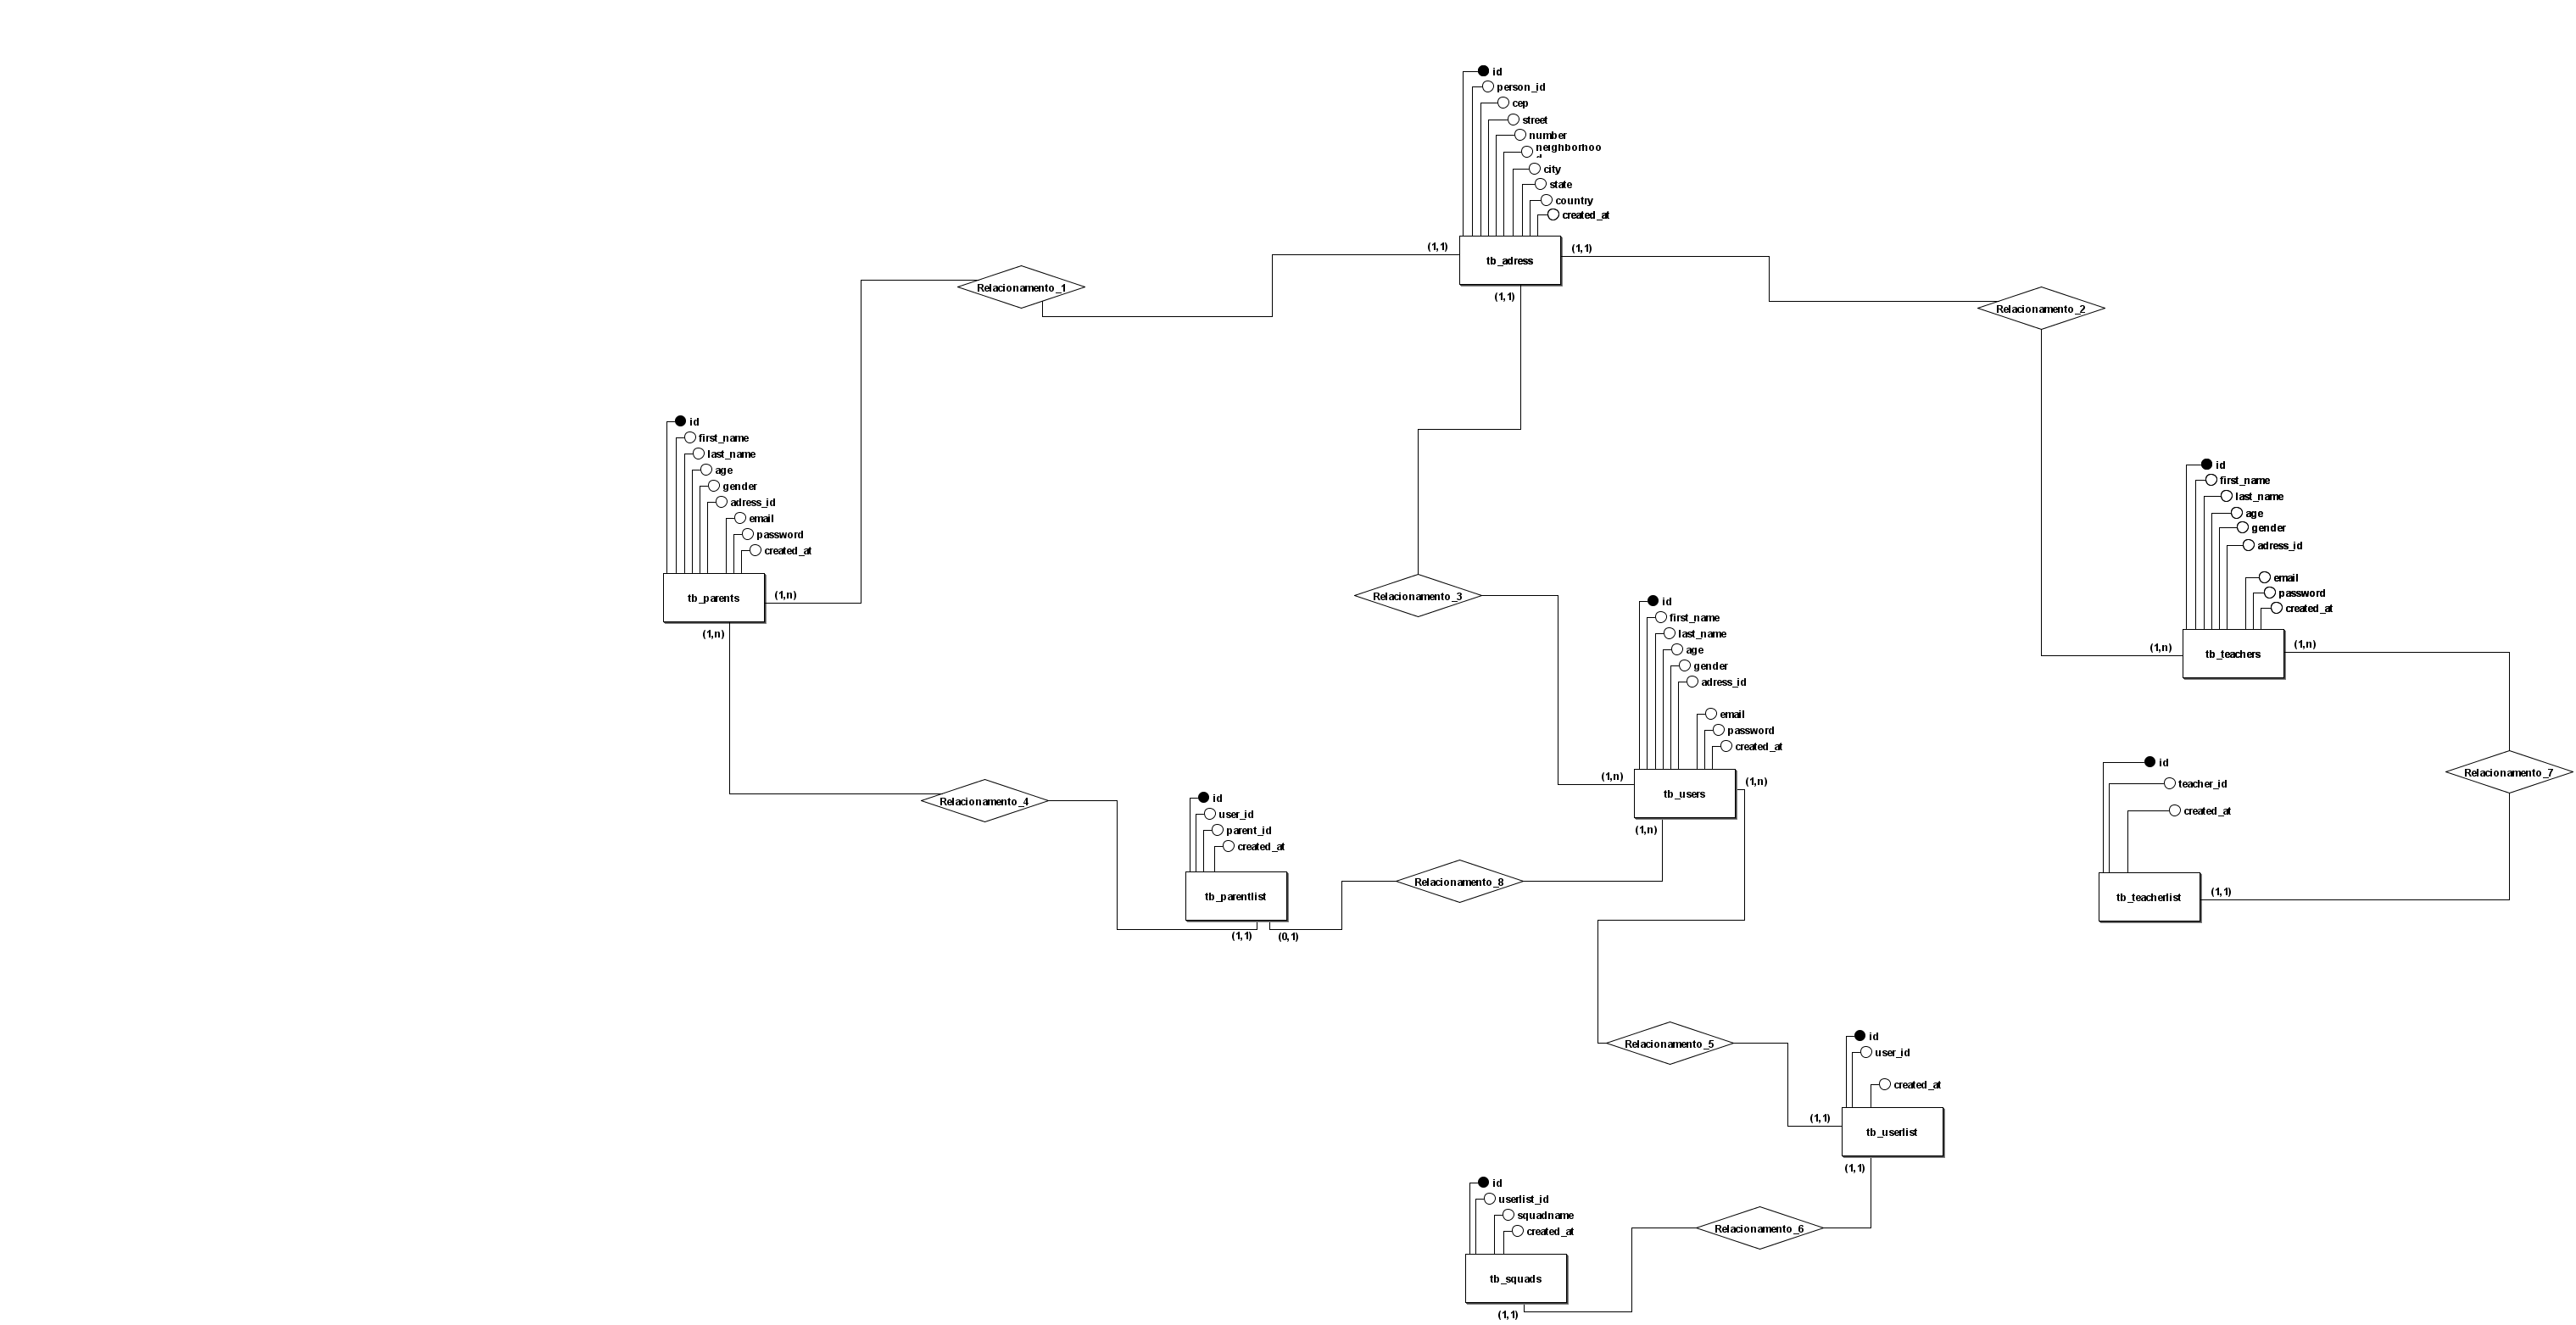 id
person_id
cep
street
number
neighborhoo
d
city
state
country
created_at
(1,1)
tb_adress
(1,1)
(1,1)
Relacionamento_1
Relacionamento_2
id
first_name
last_name
age
gender
adress_id
email
password
created_at
tb_parents
(1,n)
(1,n)
Relacionamento_3
id
first_name
last_name
age
gender
adress_id
email
password
created_at
(1,n)
tb_teachers
(1,n)
id
first_name
last_name
age
gender
adress_id
email
password
created_at
(1,n)
tb_users
(1,n)
(1,n)
Relacionamento_7
id
teacher_id
created_at
tb_teacherlist
(1,1)
Relacionamento_4
id
user_id
parent_id
created_at
tb_parentlist
(1,1)
(0,1)
Relacionamento_8
Relacionamento_5
id
user_id
created_at
(1,1)
tb_userlist
(1,1)
id
userlist_id
squadname
created_at
Relacionamento_6
tb_squads
(1,1)